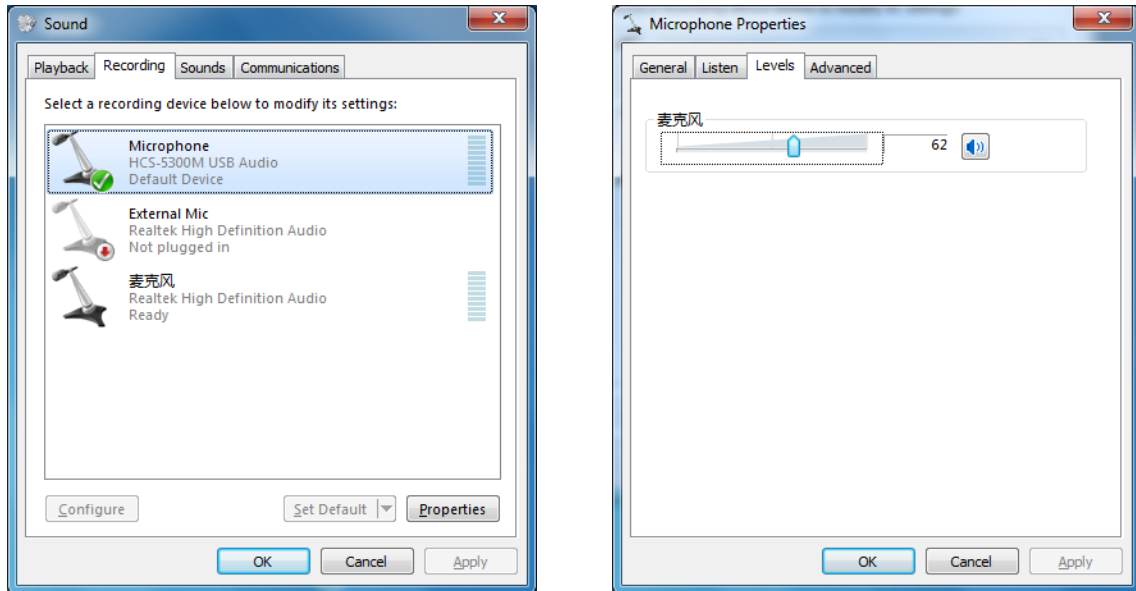 Sound
Playback Recording Sounds Communications
Select a recording device below to modify its settings:
Microphone
HCS-5300M USB Audio
Default Device
External Mic
Realtek High Definition Audio
Not plugged in
麦克风
Realtek High Definition Audio
Ready
Configure Set Default Properties
OK Cancel Apply
Microphone Properties
General Listen Levels Advanced
麦克风
62
OK Cancel Apply